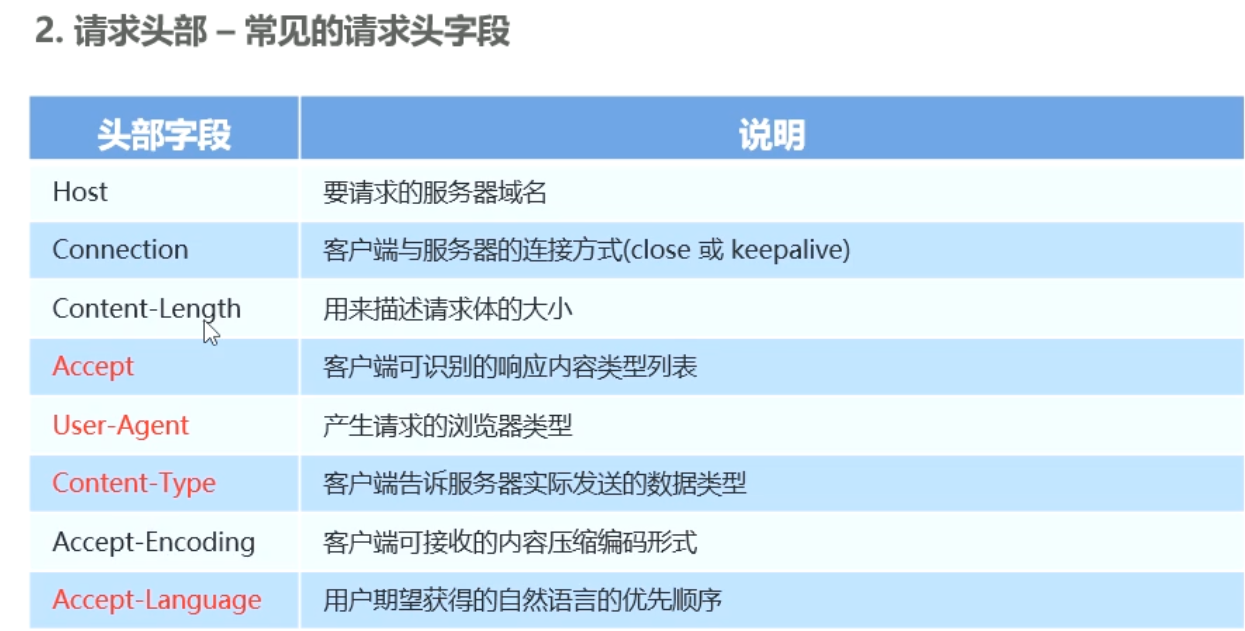 2. 请求头部 – 常见的请求头字段
头部字段 说明
Host 要请求的服务器域名
Connection 客户端与服务器的连接方式(close 或 keepalive)
Content-Length 用来描述请求体的大小
Accept 客户端可识别的响应内容类型列表
User-Agent 产生请求的浏览器类型
Content-Type 客户端告诉服务器实际发送的数据类型
Accept-Encoding 客户端可接收的内容压缩编码形式
Accept-Language 用户期望获得的自然语言的优先顺序